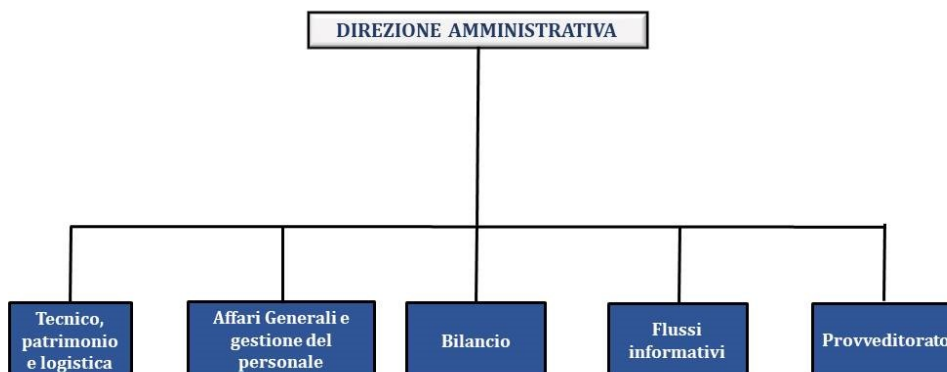 DIREZIONE AMMINISTRATIVA
Tecnico,
patrimonio
e logistica
Affari Generali e
gestione del
personale
Bilancio
Flussi
informativi
Provveditorato